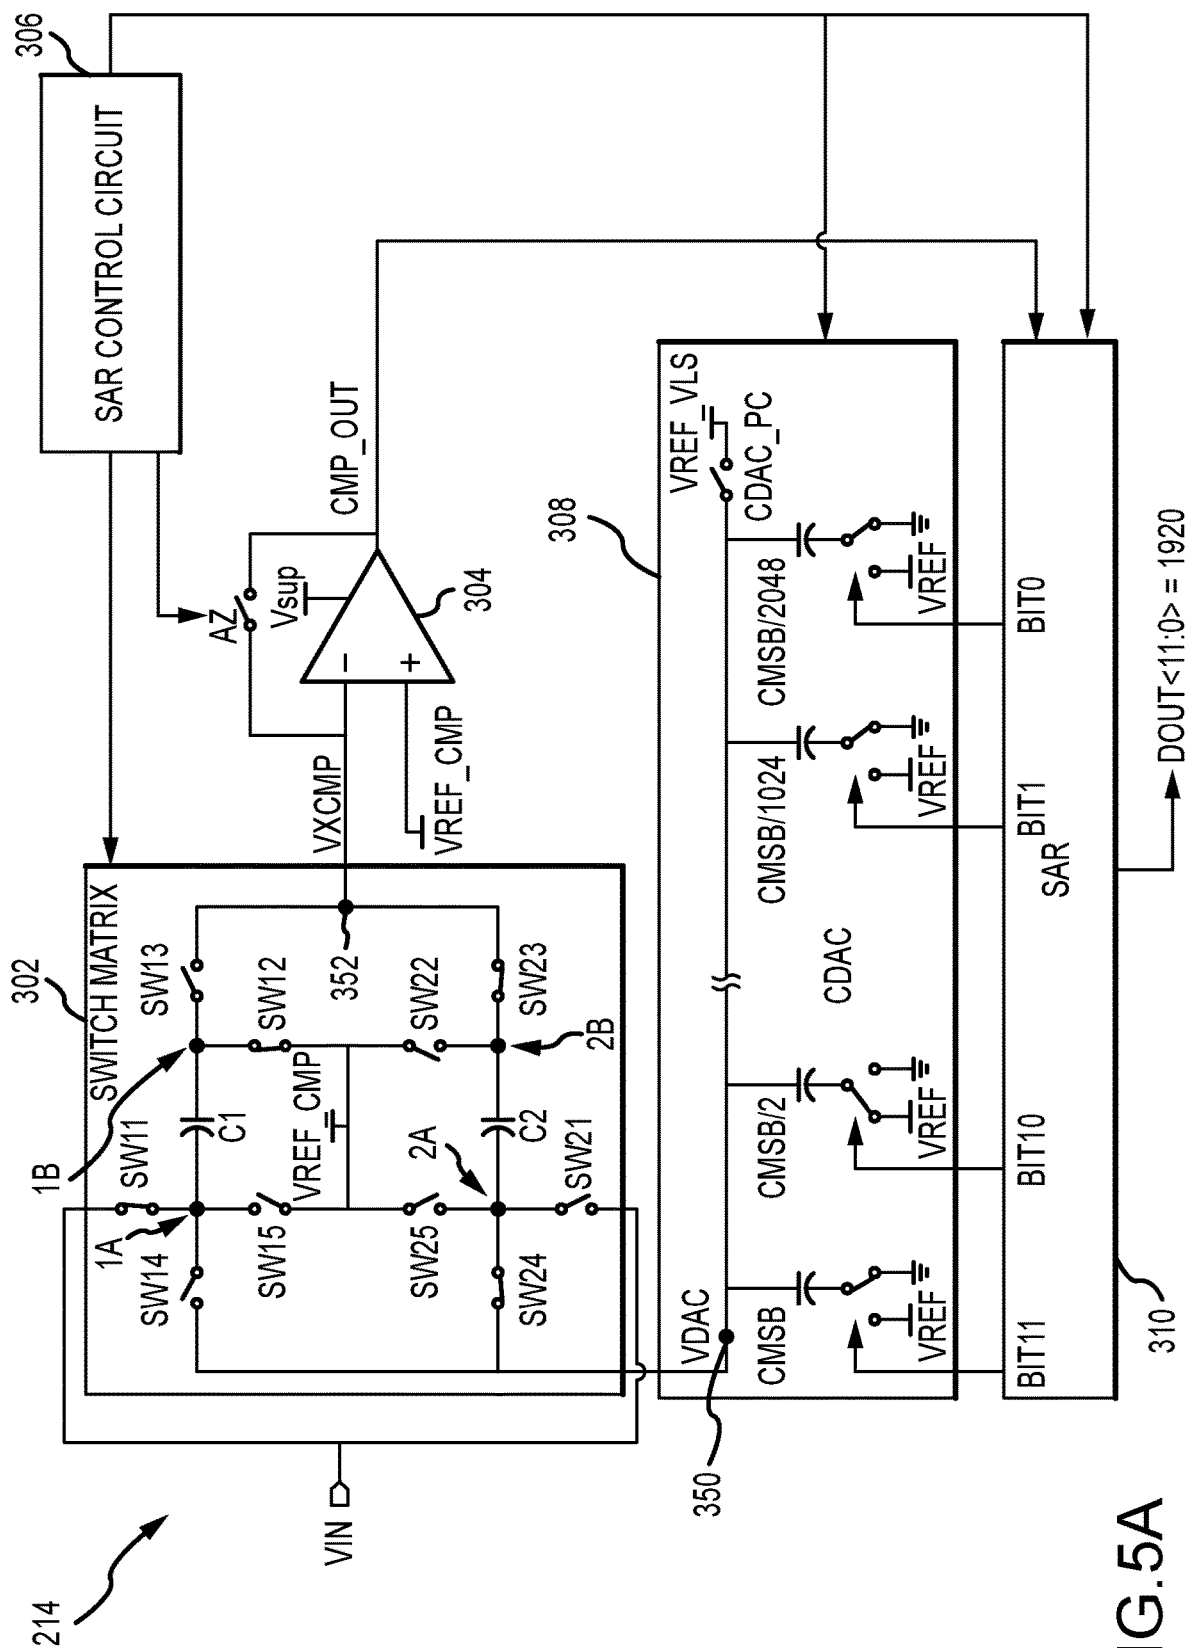 214
VIN
302
SWITCH MATRIX
1B
SW11
SW13
1A
C1
SW14
SW12
SW15
VREF_CMP
352
SW25
SW22
2A
C2
SW24
SW21
SW23
2B
VXCMP
VREF_CMP
AZ
Vsup
−
+
304
CMP_OUT
306
SAR CONTROL CIRCUIT
308
VDAC
350
VREF_VLS
CDAC_PC
CMSB
CMSB/2
CMSB/1024
CMSB/2048
VREF
VREF
VREF
VREF
CDAC
BIT11
BIT10
BIT1
BIT0
SAR
310
DOUT<11:0> = 1920
G.5A